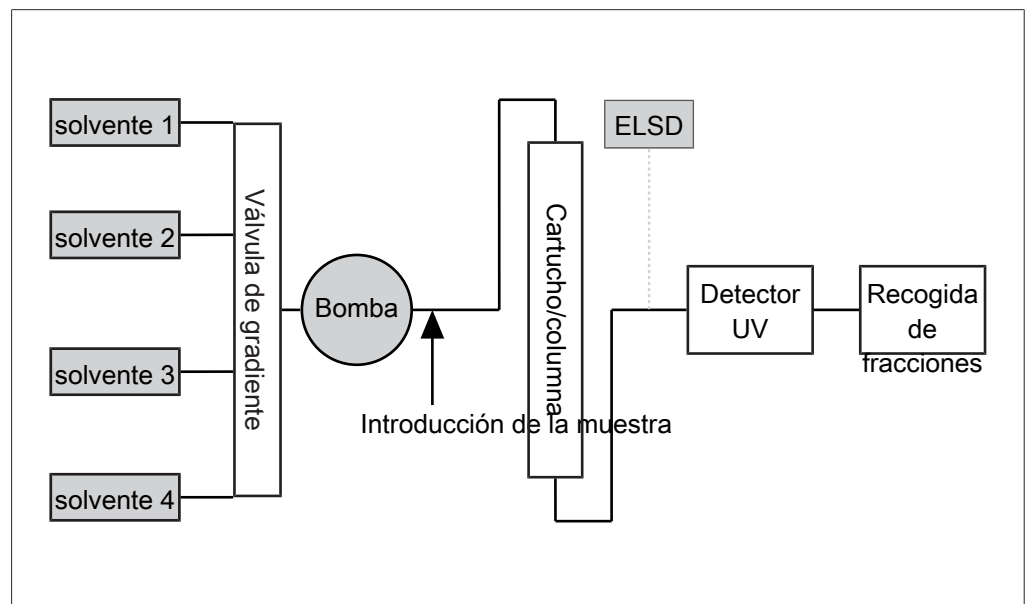 solvente 1
solvente 2
solvente 3
solvente 4
Válvula de gradiente
Bomba
Introducción de la muestra
Cartucho/columna
ELSD
Detector
UV
Recogida
de
fracciones